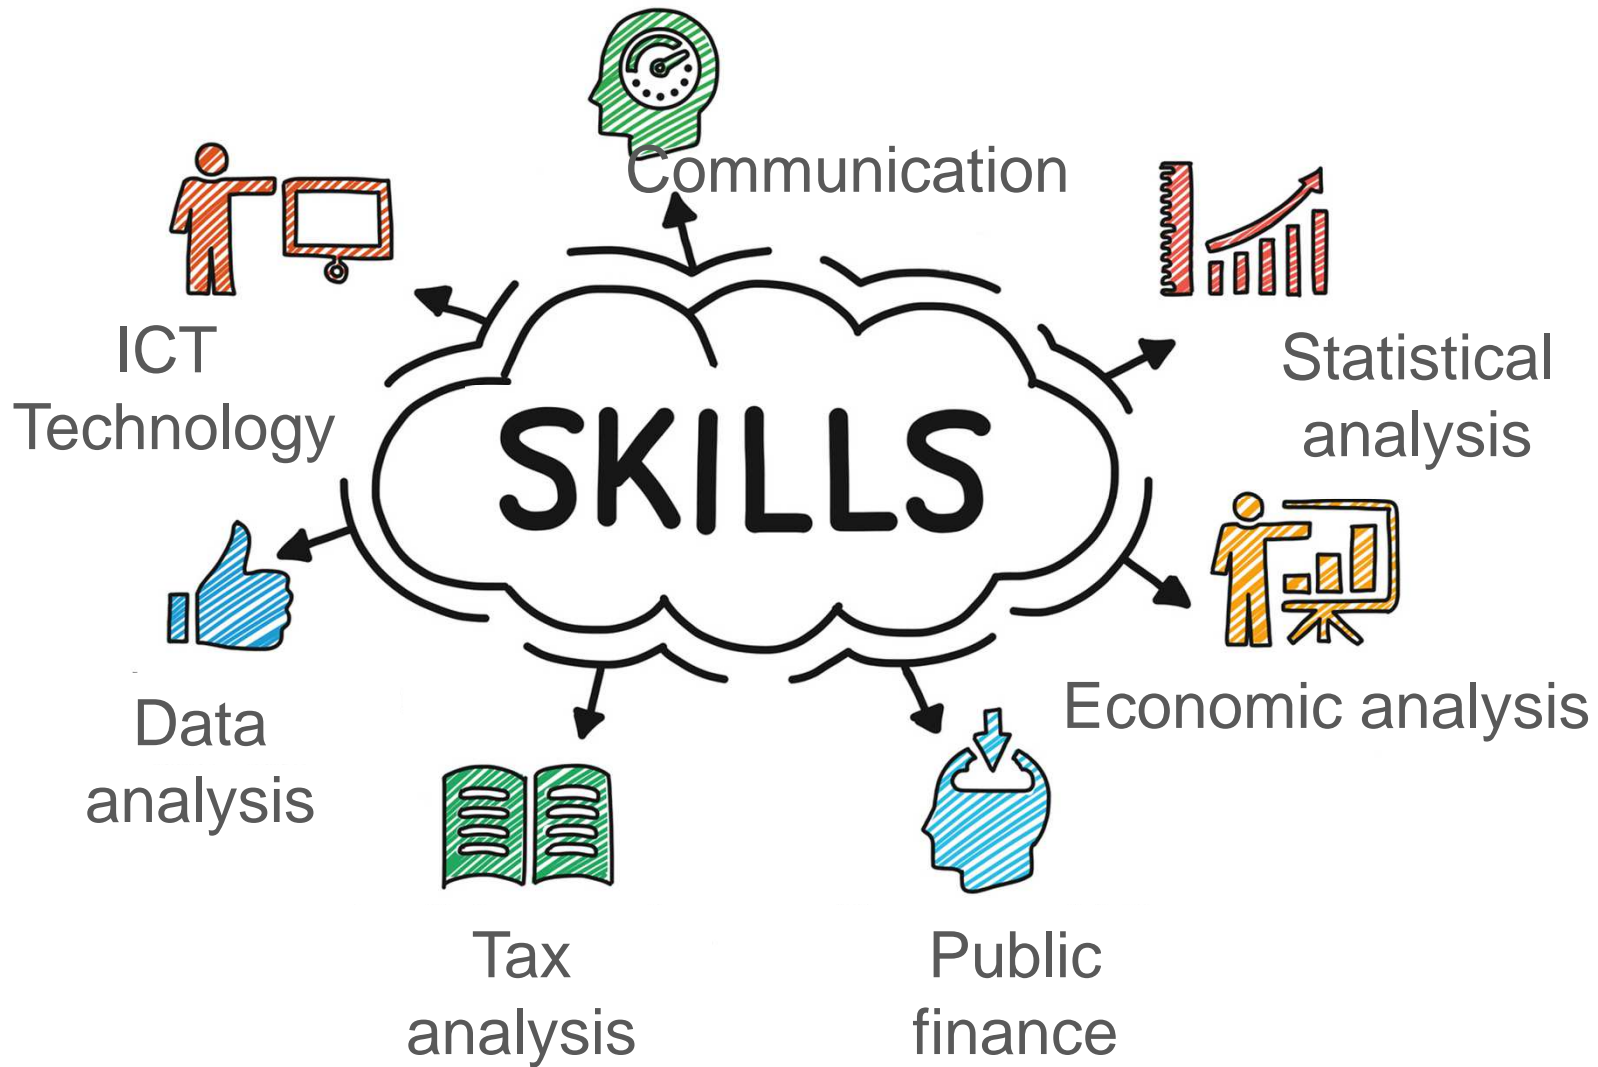 Communication
ICT
Technology
Statistical
analysis
SKILLS
Data
analysis
Economic analysis
Tax
analysis
Public
finance